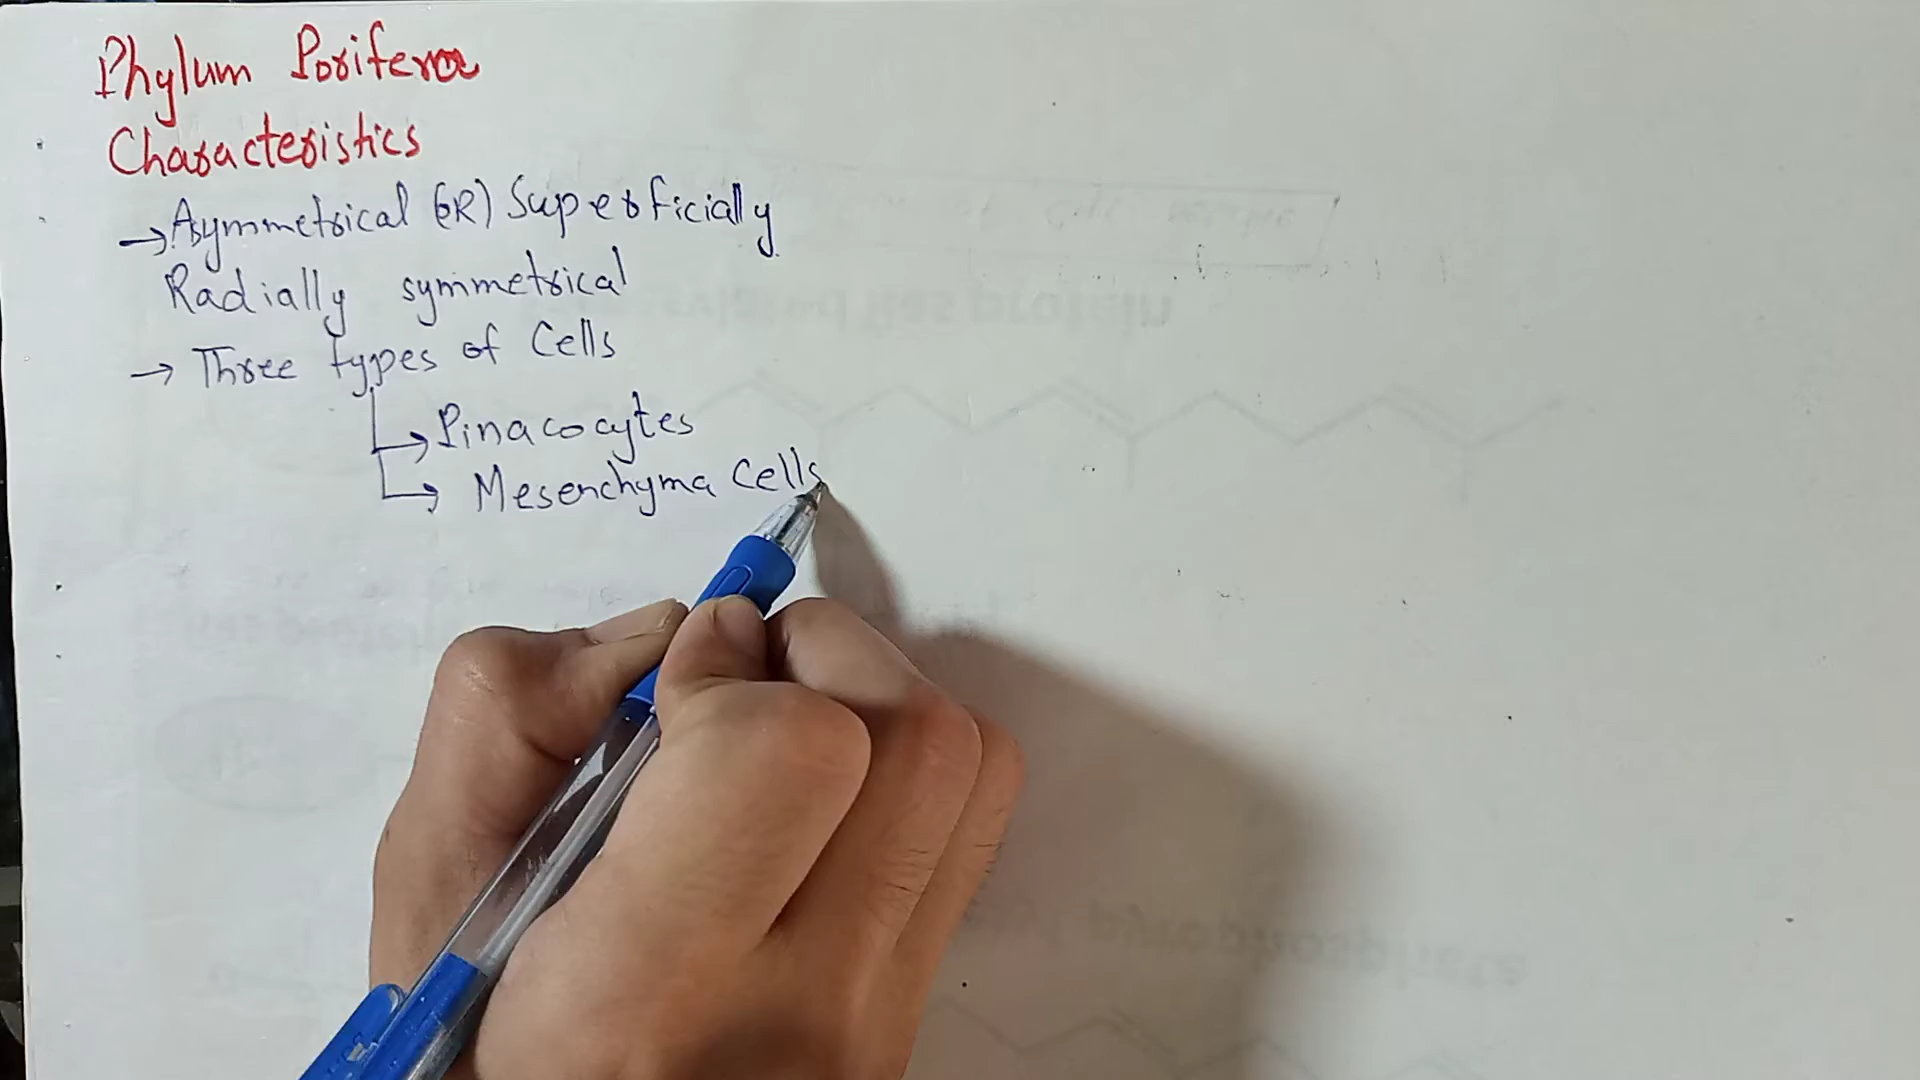 Phylum Porifera
Characteristics
→ Asymmetrical (OR) Superficially
Radially symmetrical
→ Three types of Cells
→ Pinacocytes
→ Mesenchyma Cells